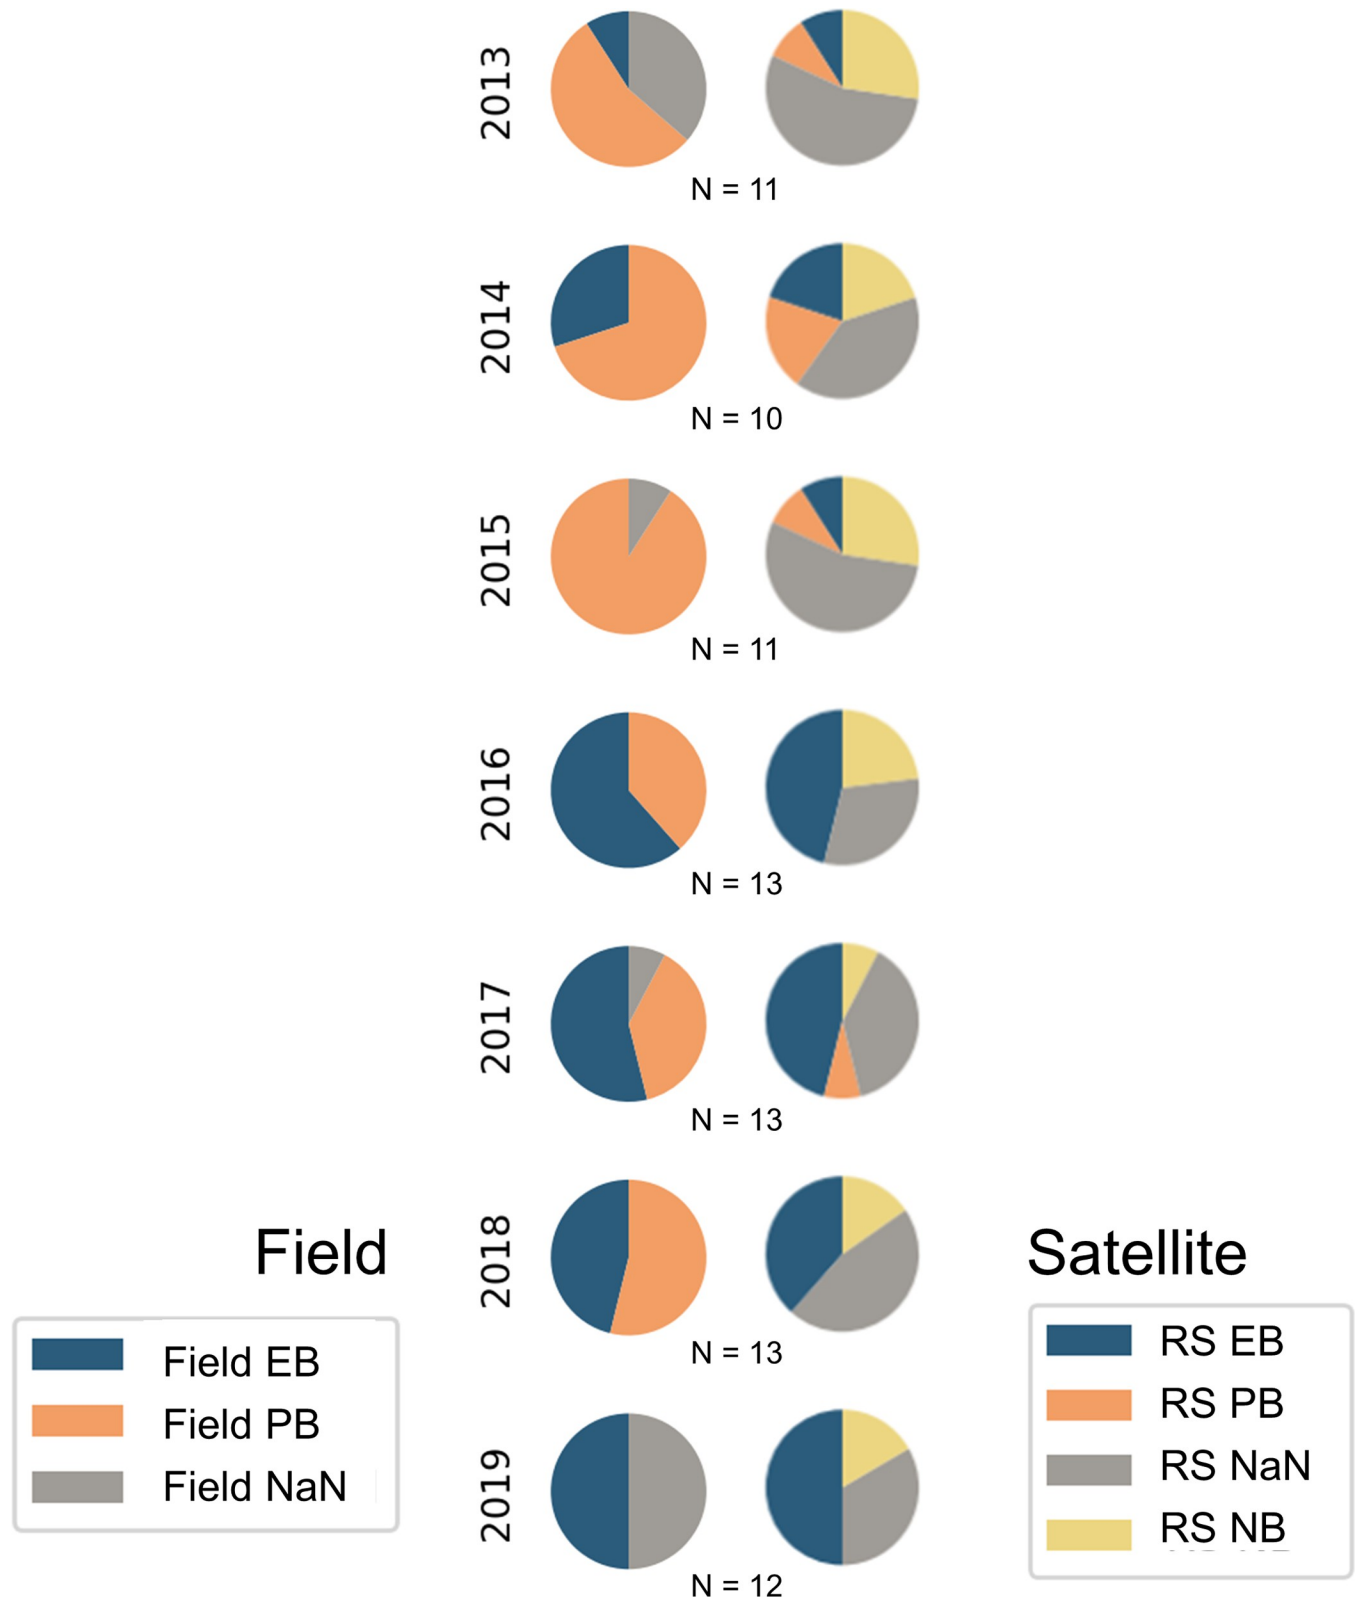 2013
N = 11
2014
N = 10
2015
N = 11
2016
N = 13
2017
N = 13
2018
N = 13
2019
N = 12
Field
Field EB
Field PB
Field NaN
Satellite
RS EB
RS PB
RS NaN
RS NB